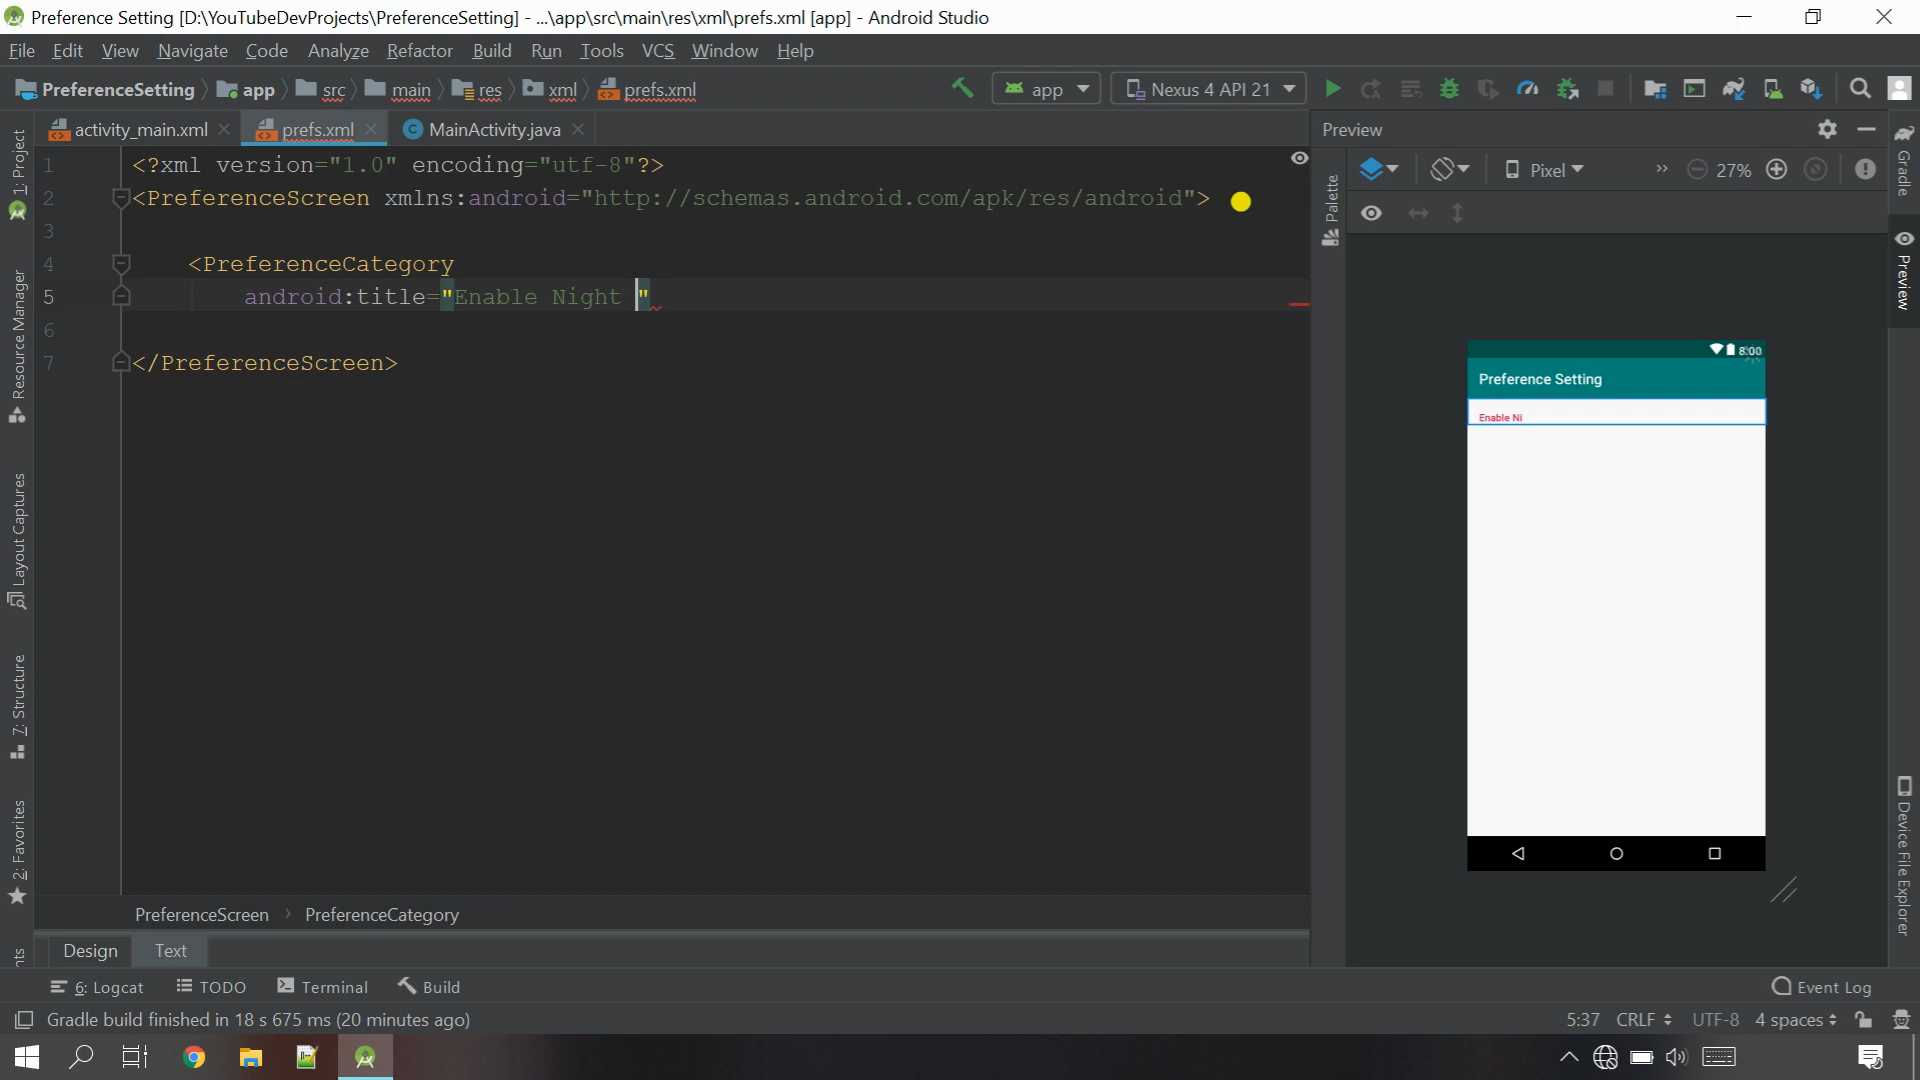 Preference Setting [D:\YouTubeDevProjects\PreferenceSetting] - ...\app\src\main\res\xml\prefs.xml [app] - Android Studio
File Edit View Navigate Code Analyze Refactor Build Run Tools VCS Window Help
PreferenceSetting app src main res xml prefs.xml
app
Nexus 4 API 21
activity_main.xml prefs.xml MainActivity.java
1 <?xml version="1.0" encoding="utf-8"?>
2 <PreferenceScreen xmlns:android="http://schemas.android.com/apk/res/android">
3
4 <PreferenceCategory
5 android:title="Enable Night "
6
7 </PreferenceScreen>
PreferenceScreen PreferenceCategory
Design Text
1: Project
Resource Manager
Layout Captures
7: Structure
2: Favorites
Preview
Palette
Pixel
» 27%
8:00
Preference Setting
Enable Ni
Gradle
Preview
Device File Explorer
6: Logcat TODO Terminal Build Event Log
Gradle build finished in 18 s 675 ms (20 minutes ago)
5:37 CRLF UTF-8 4 spaces